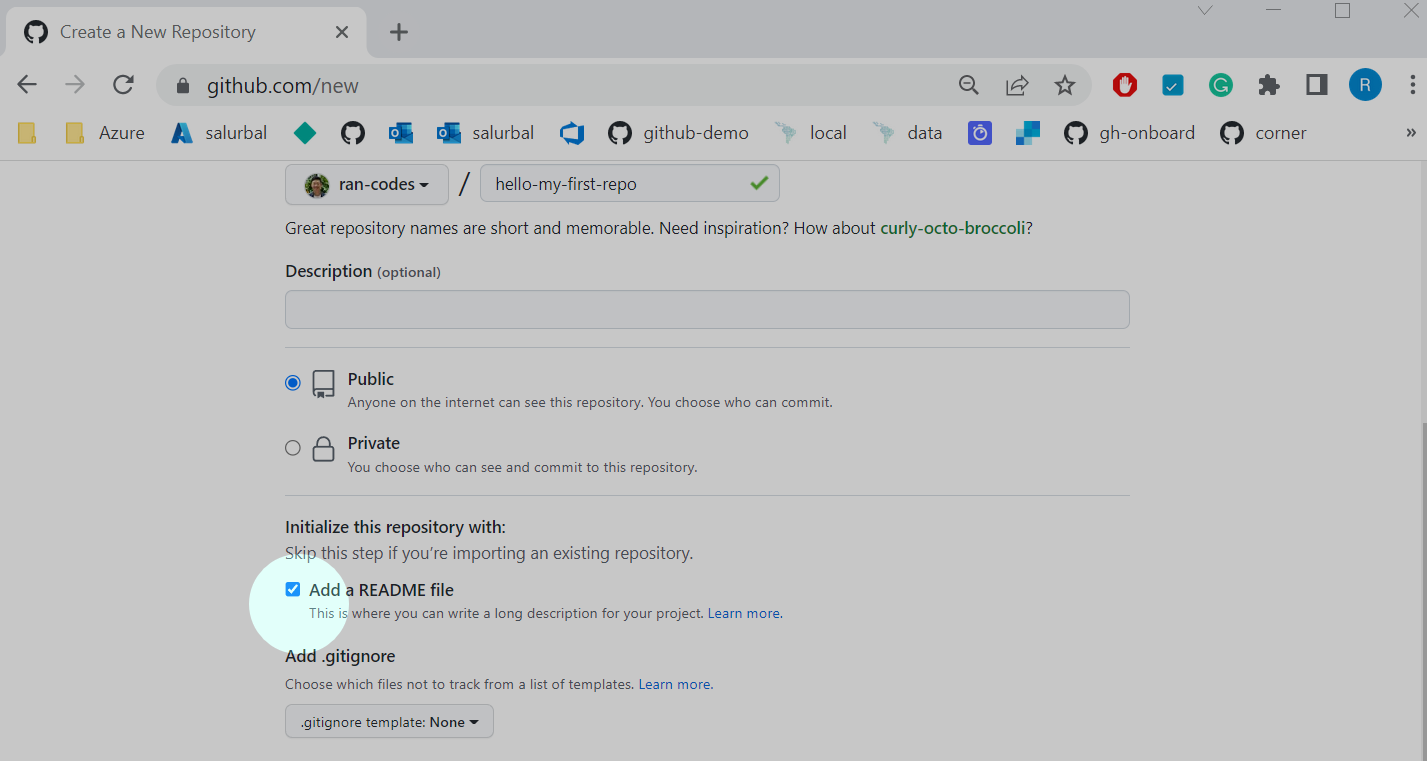 Create a New Repository
github.com/new
R
Azure salurbal salurbal github-demo local data gh-onboard corner »
ran-codes / hello-my-first-repo
Great repository names are short and memorable. Need inspiration? How about curly-octo-broccoli?
Description (optional)
Public
Anyone on the internet can see this repository. You choose who can commit.
Private
You choose who can see and commit to this repository.
Initialize this repository with:
Skip this step if you’re importing an existing repository.
Add a README file
This is where you can write a long description for your project. Learn more.
Add .gitignore
Choose which files not to track from a list of templates. Learn more.
.gitignore template: None